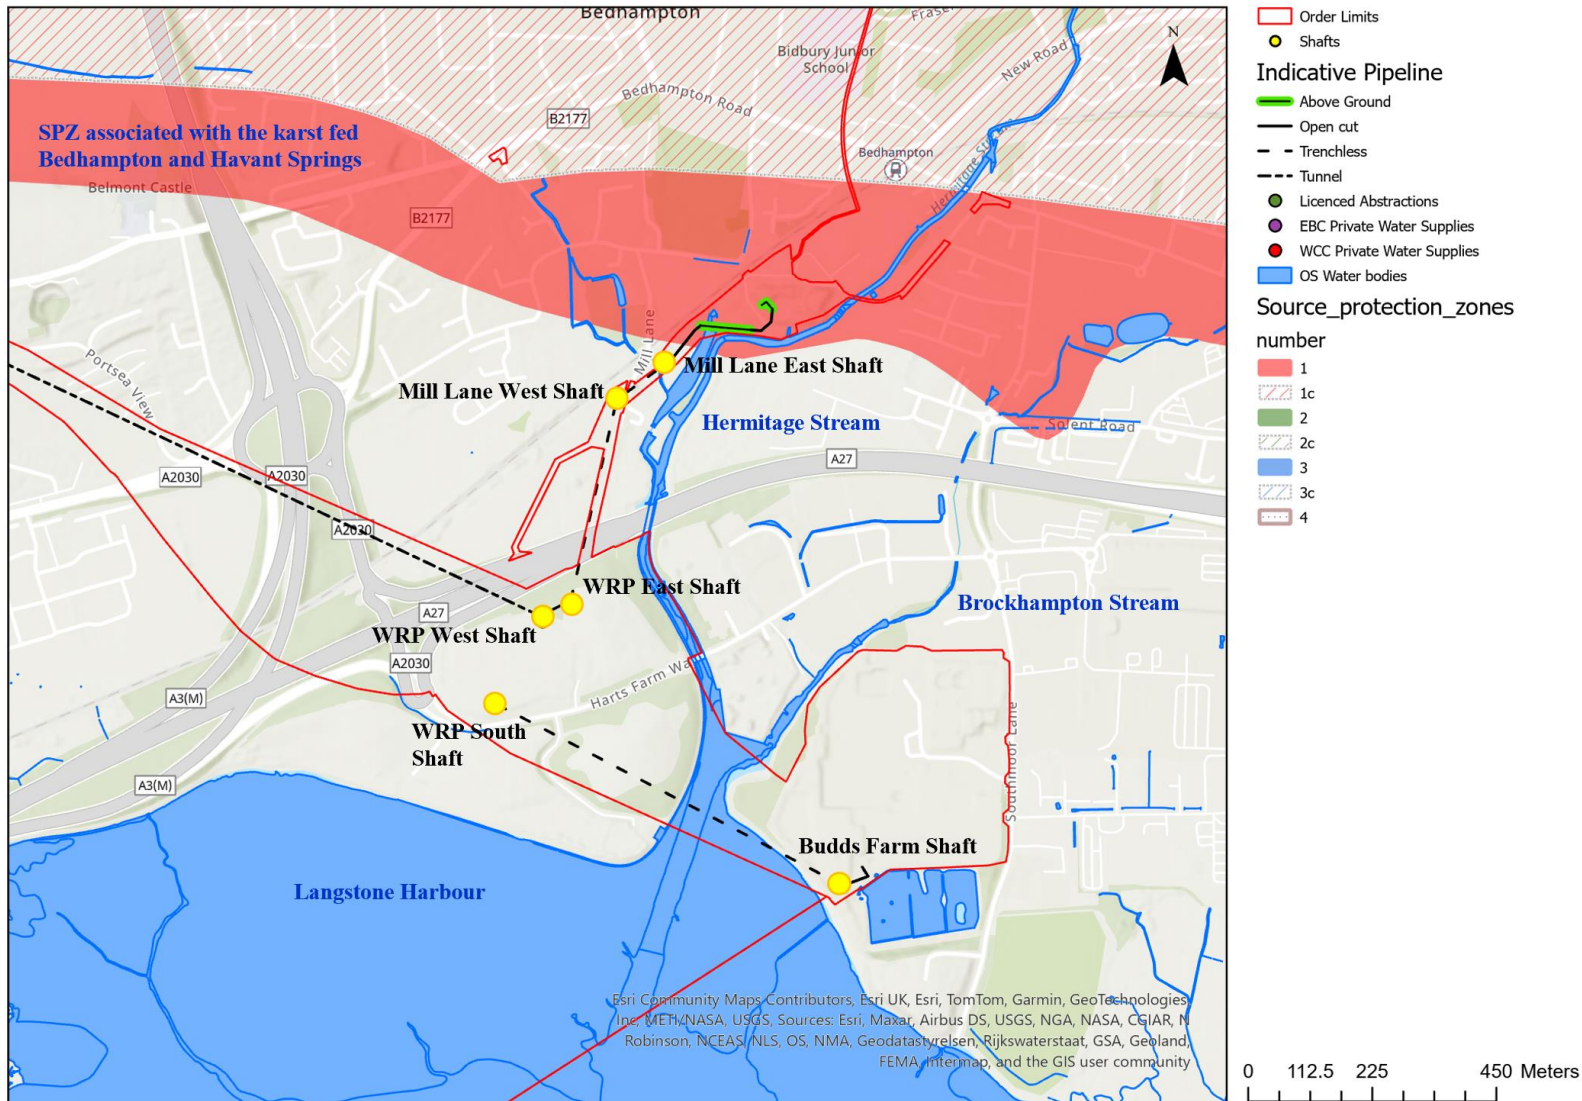 Bedhampton
Fraser
Bidbury Junior
School
New Road
N
Bedhampton Road
B2177
SPZ associated with the karst fed
Bedhampton and Havant Springs
Bedhampton
Belmont Castle
B2177
Hermitage Stream
Mill Lane
Portsea View
Mill Lane East Shaft
Mill Lane West Shaft
Hermitage Stream
Solent Road
A27
A2030
A2030
A2030
WRP East Shaft
A27
WRP West Shaft
Brockhampton Stream
A2030
Harts Farm Wa
A3(M)
WRP South
Shaft
Southmoor Lane
A3(M)
Budds Farm Shaft
Langstone Harbour
Esri Community Maps Contributors, Esri UK, Esri, TomTom, Garmin, GeoTechnologies,
Inc, METI/NASA, USGS, Sources: Esri, Maxar, Airbus DS, USGS, NGA, NASA, CGIAR, N
Robinson, NCEAS, NLS, OS, NMA, Geodatastyrelsen, Rijkswaterstaat, GSA, Geoland,
FEMA, Intermap, and the GIS user community
Order Limits
Shafts
Indicative Pipeline
Above Ground
Open cut
Trenchless
Tunnel
Licenced Abstractions
EBC Private Water Supplies
WCC Private Water Supplies
OS Water bodies
Source_protection_zones
number
1
1c
2
2c
3
3c
4
0 112.5 225 450 Meters